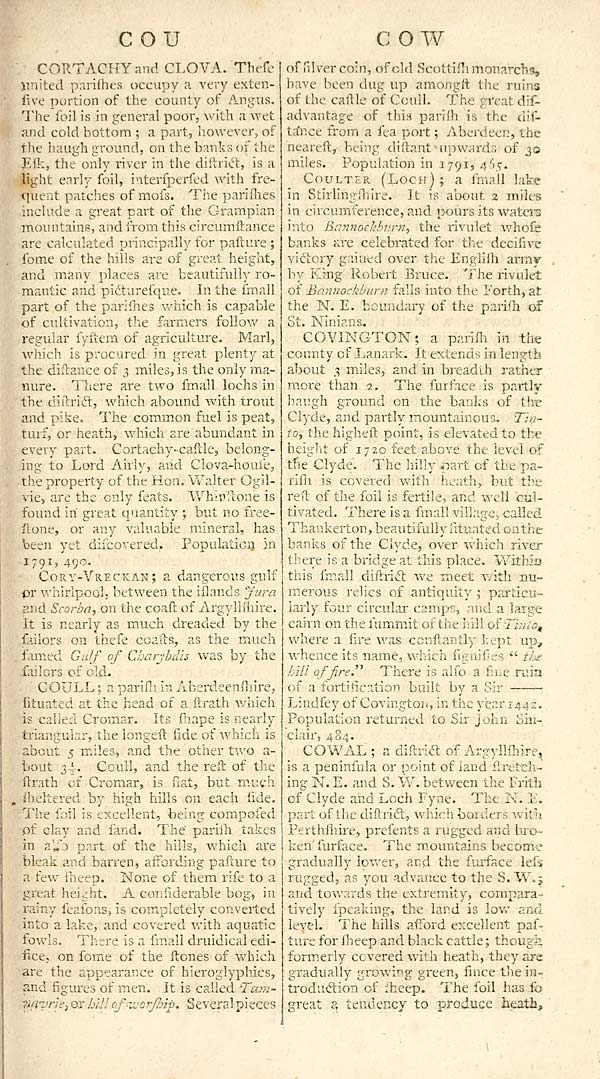 COU
CORTACHY and CLOVA. Theſe
united pariſhes occupy a very exten-
ſive portion of the county of Angus.
The ſoil is in general poor, with a wet
and cold bottom; a part, however, of
the haugh ground, on the banks of the
Eſk, the only river in the diſtrict, is a
light early ſoil, interſperſed with fre-
quent patches of moſs. The pariſhes
include a great part of the Grampian
mountains, and from this circumſtance
are calculated principally for paſture;
ſome of the hills are of great height,
and many places are beautifully ro-
mantic and pictureſque. In the ſmall
part of the pariſhes which is capable
of cultivation, the farmers follow a
regular ſyſtem of agriculture. Marl,
which is procured in great plenty at
the diſtance of 3 miles, is the only ma-
nure. There are two ſmall lochs in
the diſtrict, which abound with trout
and pike. The common fuel is peat,
turf, or heath, which are abundant in
every part. Cortachy-caſtle, belong-
ing to Lord Airly, and Clova-houſe,
the property of the Hon. Walter Ogil-
vie, are the only ſeats. Whinſtone is
found in great quantity; but no free-
ſtone, or any valuable mineral, has
been yet diſcovered. Population in
1791, 490.
CORY-VRECKAN; a dangerous gulf
or whirlpool, between the iſlands Jura
and Scorba, on the coaſt of Argyllſhire.
It is nearly as much dreaded by the
ſailors on theſe coaſts, as the much
famed Gulf of Charybdis was by the
ſailors of old.
COULL; a pariſh in Aberdeenſhire,
ſituated at the head of a ſtrath which
is called Cromar. Its ſhape is nearly
triangular, the longeſt ſide of which is
about 5 miles, and the other two a-
bout 3½. Coull, and the reſt of the
ſtrath of Cromar, is flat, but much
ſheltered by high hills on each ſide.
The ſoil is excellent, being compoſed
of clay and ſand. The pariſh takes
in alſo part of the hills, which are
bleak and barren, affording paſture to
a few ſheep. None of them riſe to a
great height. A conſiderable bog, in
rainy ſeaſons, is completely converted
into a lake, and covered with aquatic
fowls. There is a ſmall druidical edi-
fice, on ſome of the ſtones of which
are the appearance of hieroglyphics,
and figures of men. It is called Tam-
navrie, or hill of worſhip. Several pieces
COW
of ſilver coin, of old Scottiſh monarchs,
have been dug up amongſt the ruins
of the caſtle of Coull. The great diſ-
advantage of this pariſh is the diſ-
tance from a ſea port; Aberdeen, the
neareſt, being diſtant upwards of 30
miles. Population in 1791, 465.
COULTER (LOCH); a ſmall lake
in Stirlingſhire. It is about 2 miles
in circumference, and pours its waters
into Bannockburn, the rivulet whoſe
banks are celebrated for the deciſive
victory gained over the Engliſh army
by King Robert Bruce. The rivulet
of Bannockburn falls into the Forth, at
the N. E. boundary of the pariſh of
St. Ninians.
COVINGTON; a pariſh in the
county of Lanark. It extends in length
about 3 miles, and in breadth rather
more than 2. The ſurface is partly
haugh ground on the banks of the
Clyde, and partly mountainous. Tin-
to, the higheſt point, is elevated to the
height of 1720 feet above the level of
the Clyde. The hilly part of the pa-
riſh is covered with heath, but the
reſt of the ſoil is fertile, and well cul-
tivated. There is a ſmall village, called
Thankerton, beautifully ſituated on the
banks of the Clyde, over which river
there is a bridge at this place. Within
this ſmall diſtrict we meet with nu-
merous relics of antiquity; particu-
larly four circular camps, and a large
cairn on the ſummit of the hill of Tinto,
where a fire was conſtantly kept up,
whence its name, which ſignifies " the
hill of fire." There is alſo a fine ruin
of a fortification built by a Sir ——
Lindſey of Covington, in the year 1442.
Population returned to Sir John Sin-
clair, 484.
COWAL; a diſtrict of Argyllſhire,
is a peninſula or point of land ſtretch-
ing N. E. and S. W. between the Frith
of Clyde and Loch Fyne. The N. E.
part of the diſtrict, which borders with
Perthſhire, preſents a rugged and bro-
ken ſurface. The mountains become
gradually lower, and the ſurface leſs
rugged, as you advance to the S. W.;
and towards the extremity, compara-
tively ſpeaking, the land is low and
level. The hills afford excellent paſ-
ture for ſheep and black cattle; though
formerly covered with heath, they are
gradually growing green, ſince the in-
troduction of ſheep. The ſoil has ſo
great a tendency to produce heath,